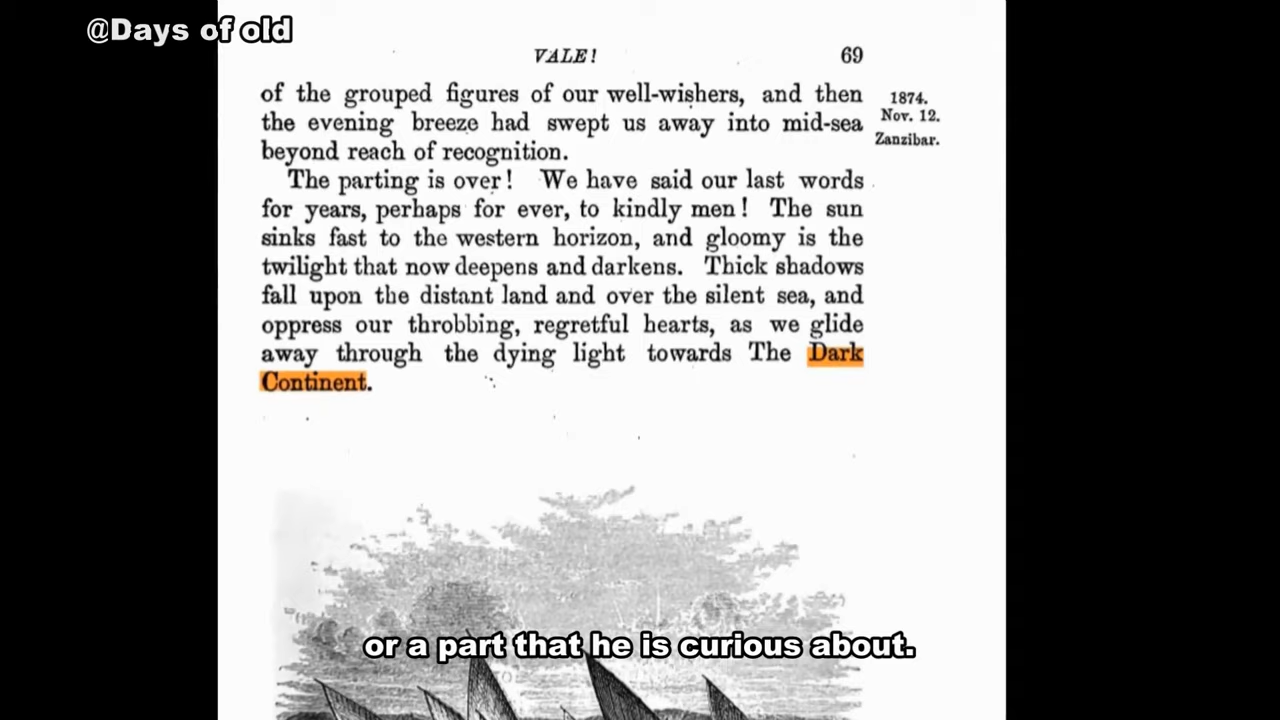 @Days of old
VALE!
69
of the grouped figures of our well-wishers, and then
the evening breeze had swept us away into mid-sea
beyond reach of recognition.
1874.
Nov. 12.
Zanzibar.
The parting is over! We have said our last words
for years, perhaps for ever, to kindly men! The sun
sinks fast to the western horizon, and gloomy is the
twilight that now deepens and darkens. Thick shadows
fall upon the distant land and over the silent sea, and
oppress our throbbing, regretful hearts, as we glide
away through the dying light towards The Dark
Continent.
or a part that he is curious about.